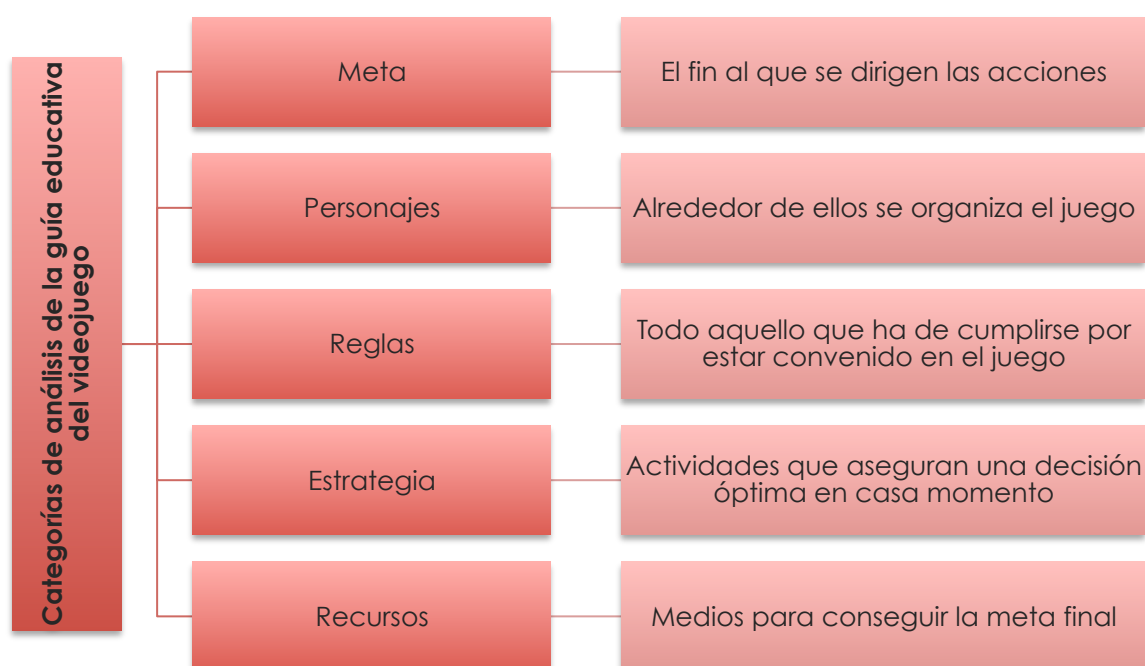 Categorías de análisis de la guía educativa
del videojuego
Meta
El fin al que se dirigen las acciones
Personajes
Alrededor de ellos se organiza el juego
Reglas
Todo aquello que ha de cumplirse por
estar convenido en el juego
Estrategia
Actividades que aseguran una decisión
óptima en casa momento
Recursos
Medios para conseguir la meta final